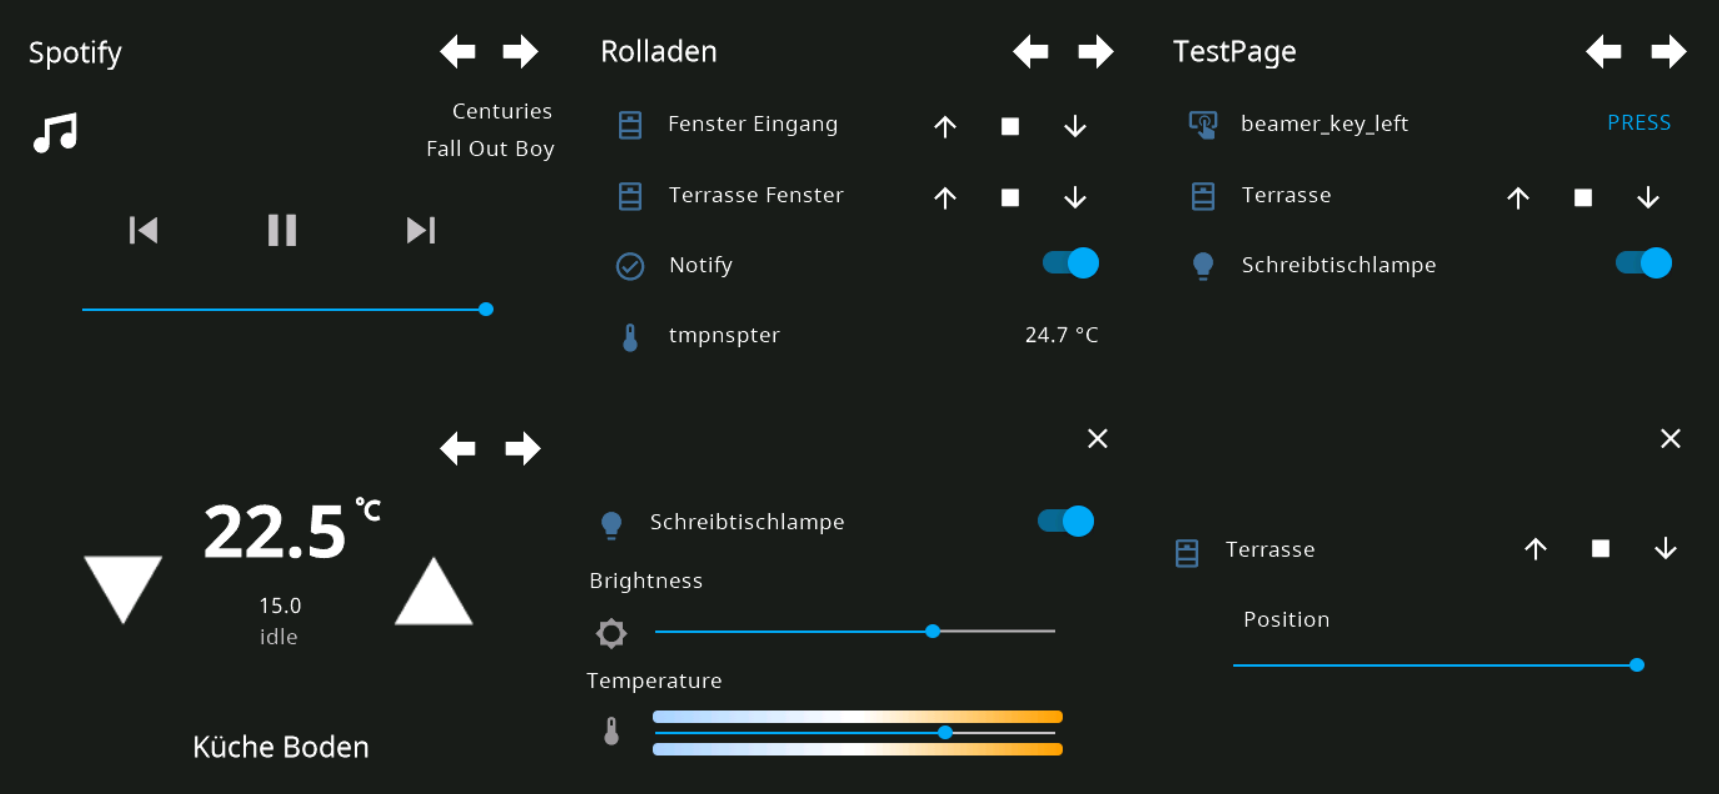 Spotify
Centuries
Fall Out Boy
Rolladen
Fenster Eingang
Terrasse Fenster
Notify
tmpnspter 24.7 °C
TestPage
beamer_key_left PRESS
Terrasse
Schreibtischlampe
22.5 °C
15.0
idle
Küche Boden
Schreibtischlampe
Brightness
Temperature
Terrasse
Position